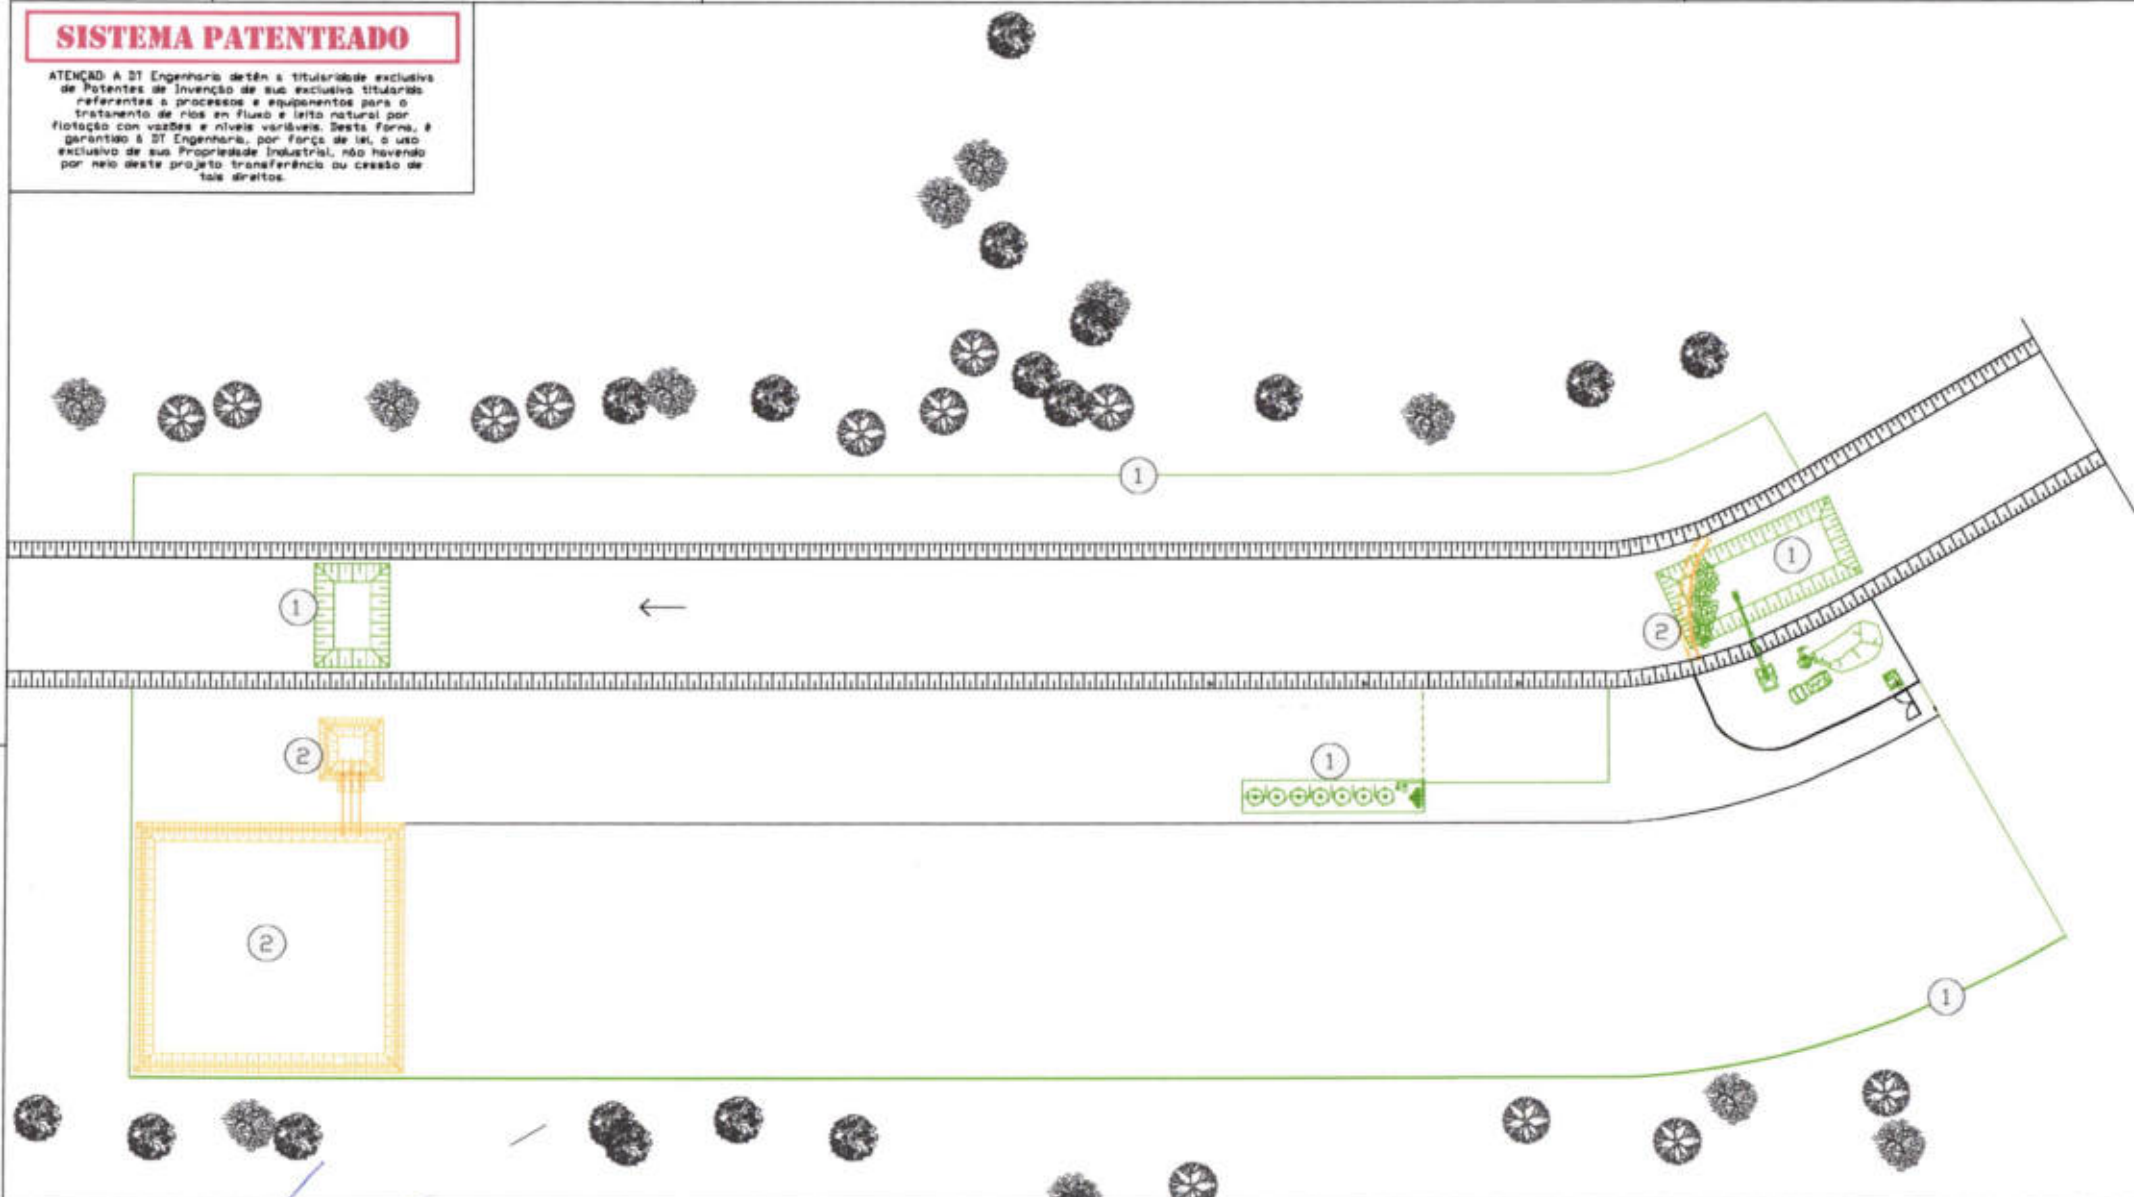 SISTEMA PATENTEADO
ATENÇÃO: A DT Engenharia detên a titularidade exclusiva
de Patentes de Invenção de sua exclusiva titularida
referentes a processos e equipamentos para o
tratamento de rios em fluxo e leito natural por
flotação com vazões e níveis variáveis. Desta forma, é
garantido à DT Engenharia, por força de lei, o uso
exclusivo de sua Propriedade Industrial, não havendo
por meio deste projeto transferência ou cessão de
tais direitos.
1
1
1
2
2
1
2
1